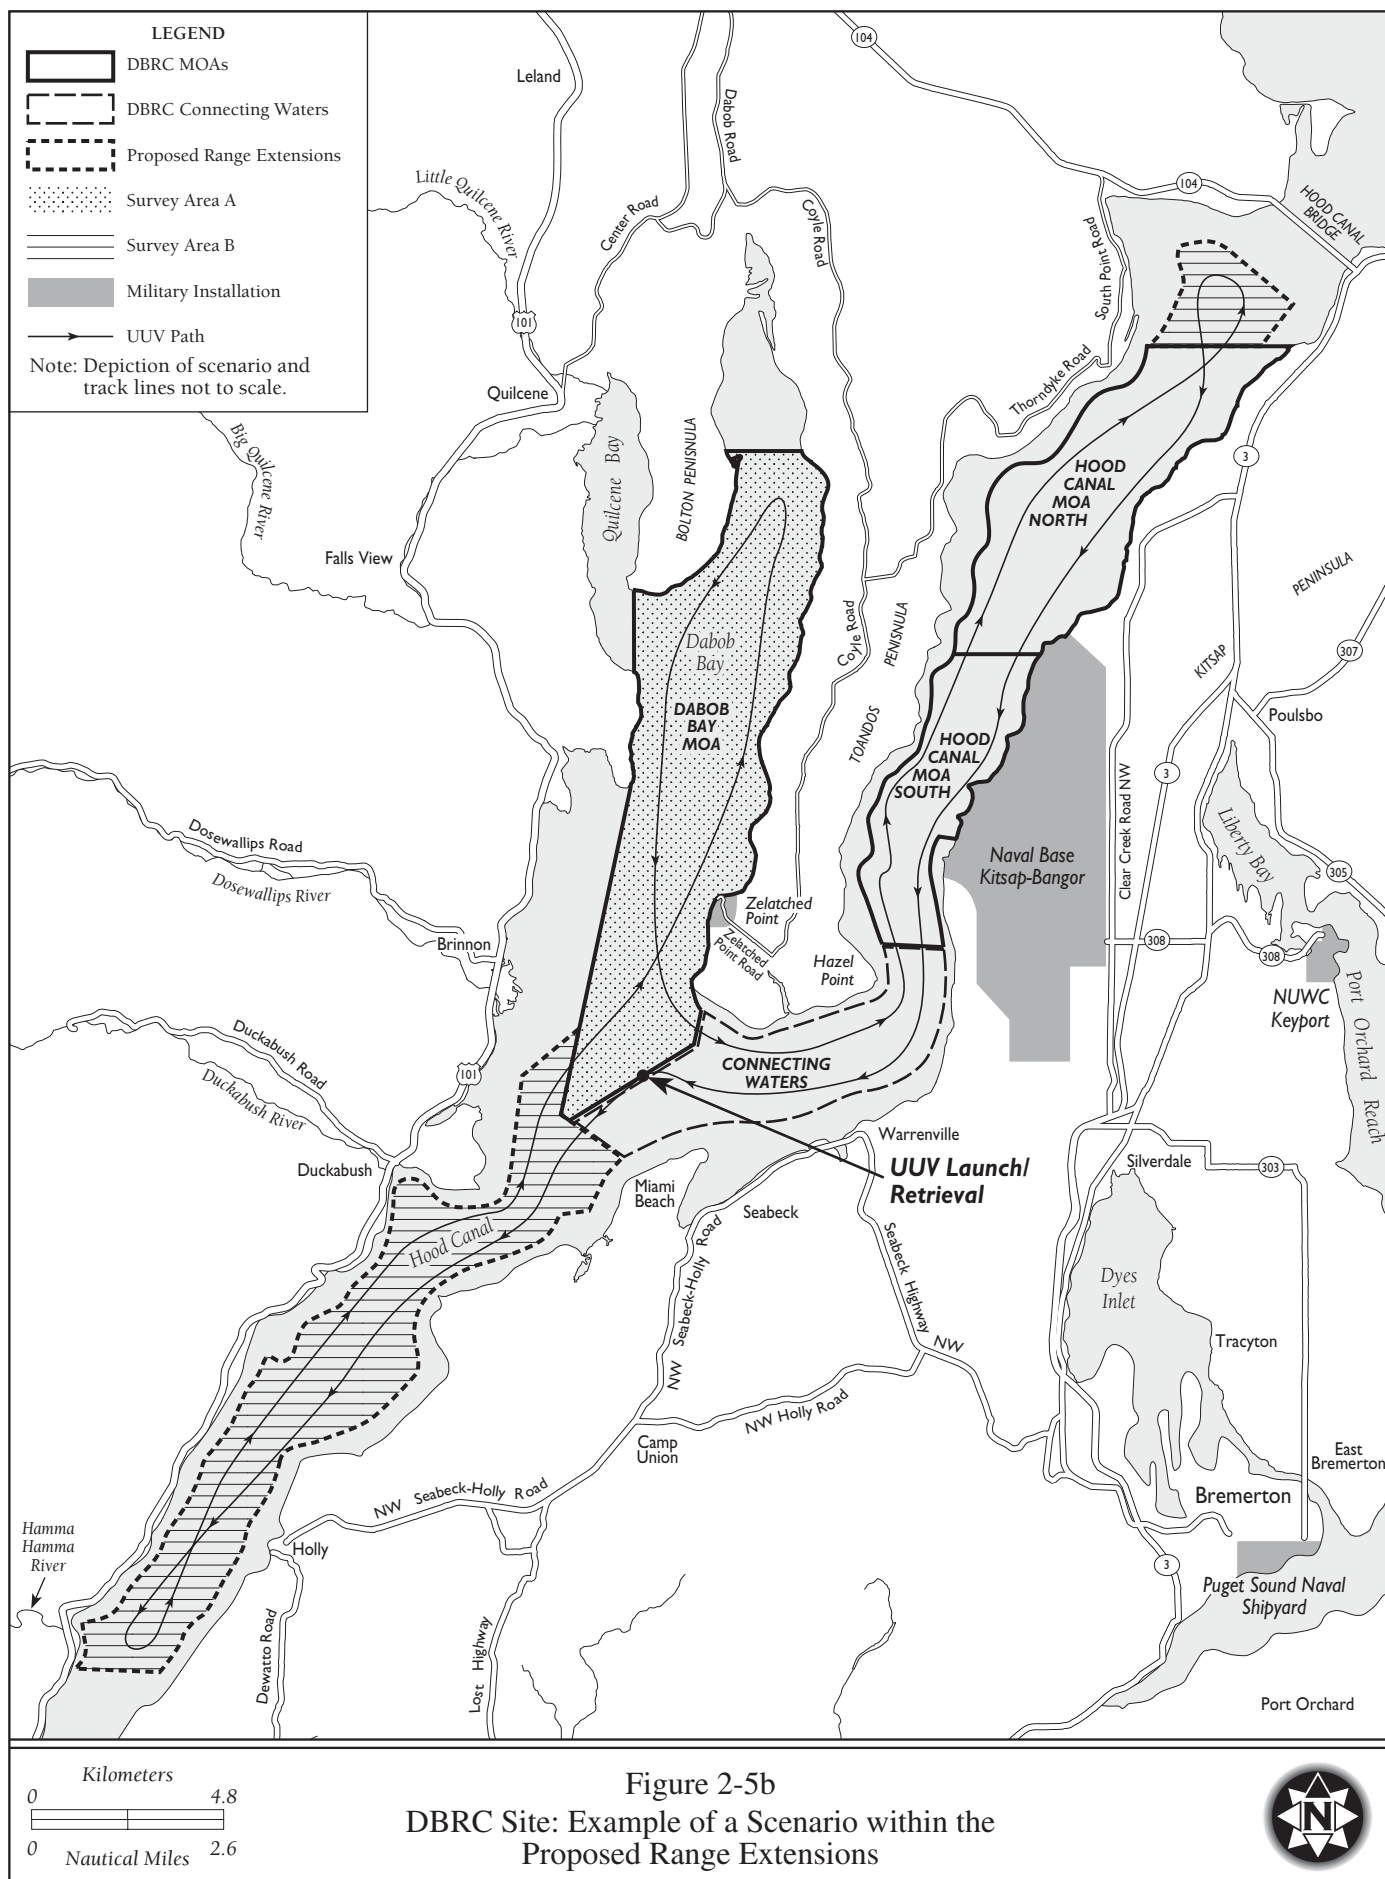 LEGEND
DBRC MOAs
DBRC Connecting Waters
Proposed Range Extensions
Survey Area A
Survey Area B
Military Installation
UUV Path
Note: Depiction of scenario and
track lines not to scale.
Leland
Dabob Road
104
Little Quilcene River
Center Road
Coyle Road
South Point Road
104
HOOD CANAL
BRIDGE
101
Quilcene
Thorndyke Road
Big Quilcene River
Quilcene Bay
BOLTON PENISNULA
3
HOOD
CANAL
MOA
NORTH
Falls View
Dabob
Bay
Coyle Road
TOANDOS
PENISNULA
KITSAP
PENINSULA
307
DABOB
BAY
MOA
Poulsbo
HOOD
CANAL
MOA
SOUTH
3
Clear Creek Road NW
Dosewallips Road
Dosewallips River
Naval Base
Kitsap-Bangor
Liberty Bay
305
Zelatched
Point
Zelatched
Point Road
Brinnon
Hazel
Point
308
308
NUWC
Keyport
Port Orchard Reach
Duckabush Road
Duckabush River
101
CONNECTING
WATERS
Duckabush
Warrenville
UUV Launch/
Retrieval
Silverdale
303
Miami
Beach
Seabeck
Hood Canal
NW Seabeck-Holly Road
Seabeck Highway NW
Dyes
Inlet
Tracyton
NW Holly Road
Camp
Union
East
Bremerton
NW Seabeck-Holly Road
Bremerton
Hamma
Hamma
River
Holly
3
Puget Sound Naval
Shipyard
Dewatto Road
Lost Highway
Port Orchard
Kilometers
0 4.8
0 2.6
Nautical Miles
Figure 2-5b
DBRC Site: Example of a Scenario within the
Proposed Range Extensions
N